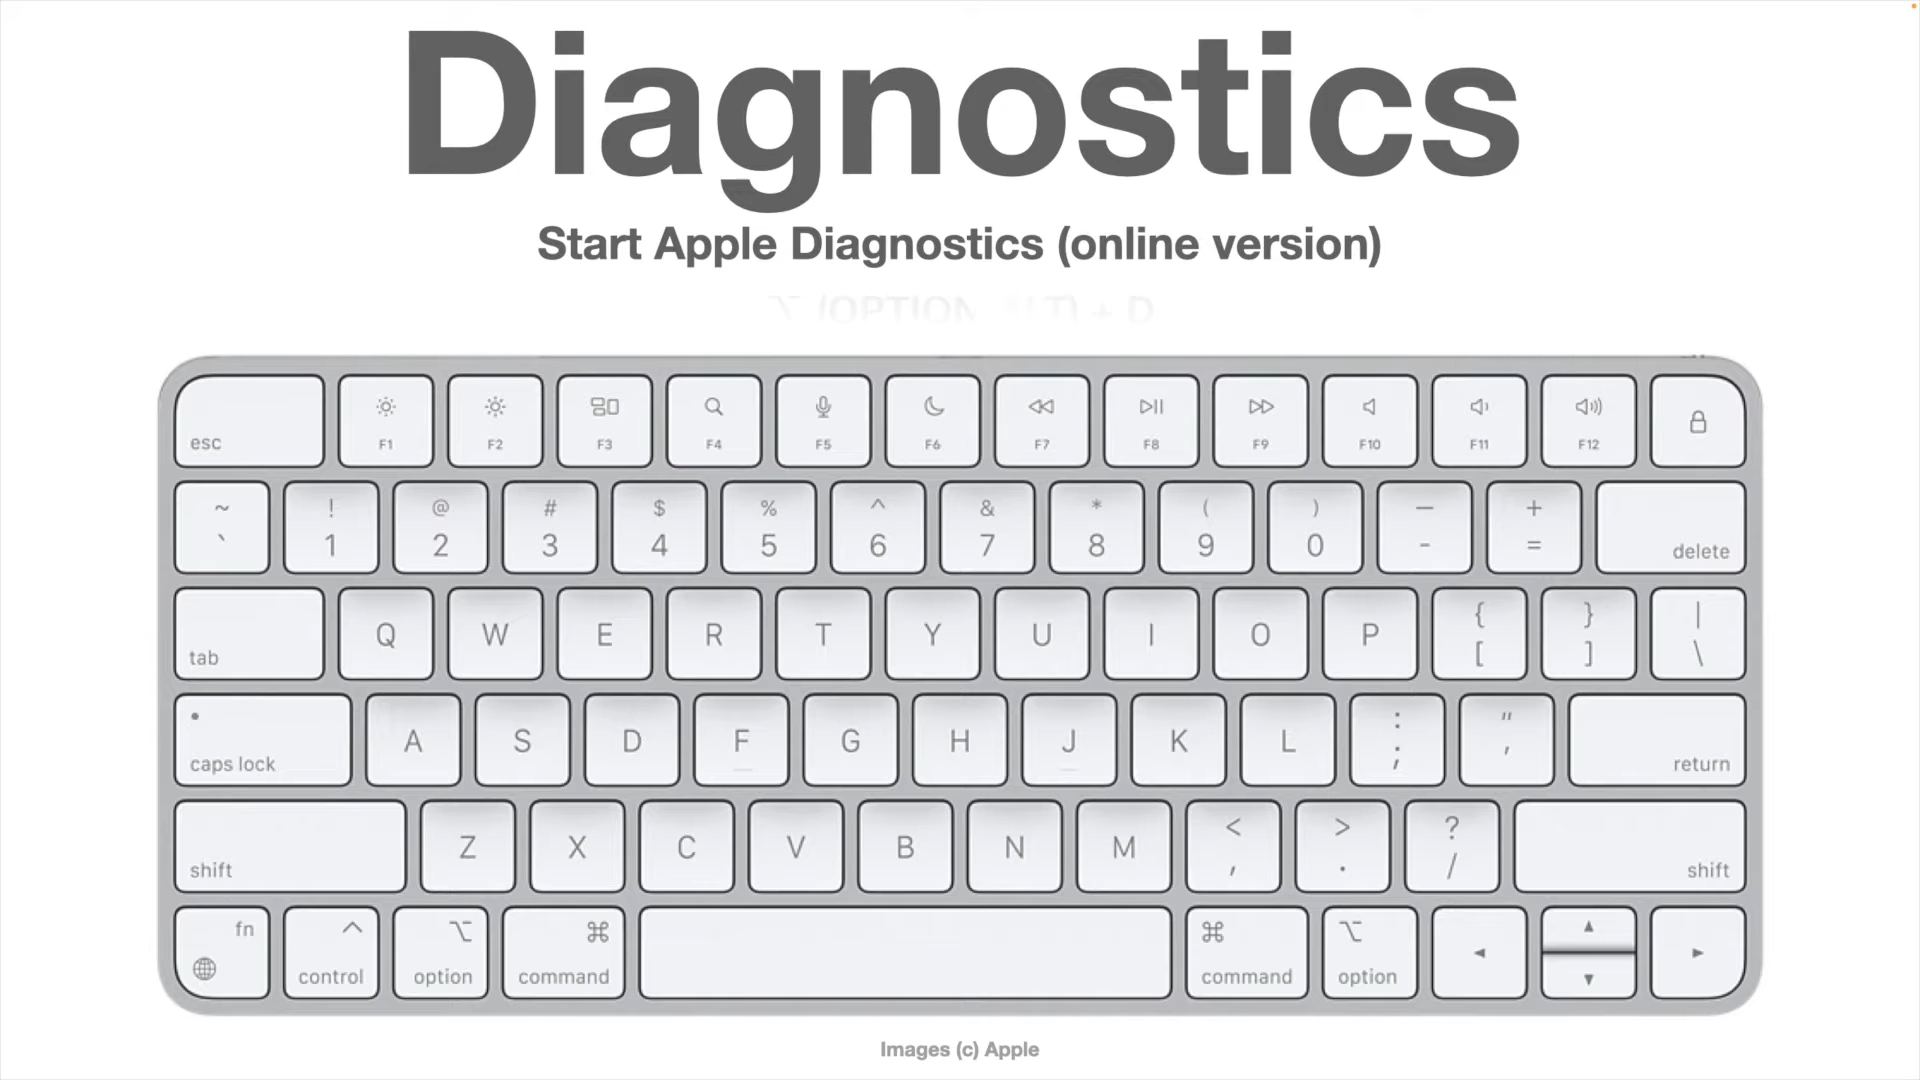 Diagnostics
Start Apple Diagnostics (online version)
⌥ (OPTION / ALT) + D
esc F1 F2 F3 F4 F5 F6 F7 F8 F9 F10 F11 F12
~ ! @ # $ % ^ & * ( ) — +
` 1 2 3 4 5 6 7 8 9 0 - = delete
tab Q W E R T Y U I O P { [ } ] | \
caps lock A S D F G H J K L : ; " ' return
shift Z X C V B N M < , > . ? / shift
fn ^ ⌥ ⌘ ⌘ ⌥ ▲
control option command command option ◄ ▼ ►
Images (c) Apple